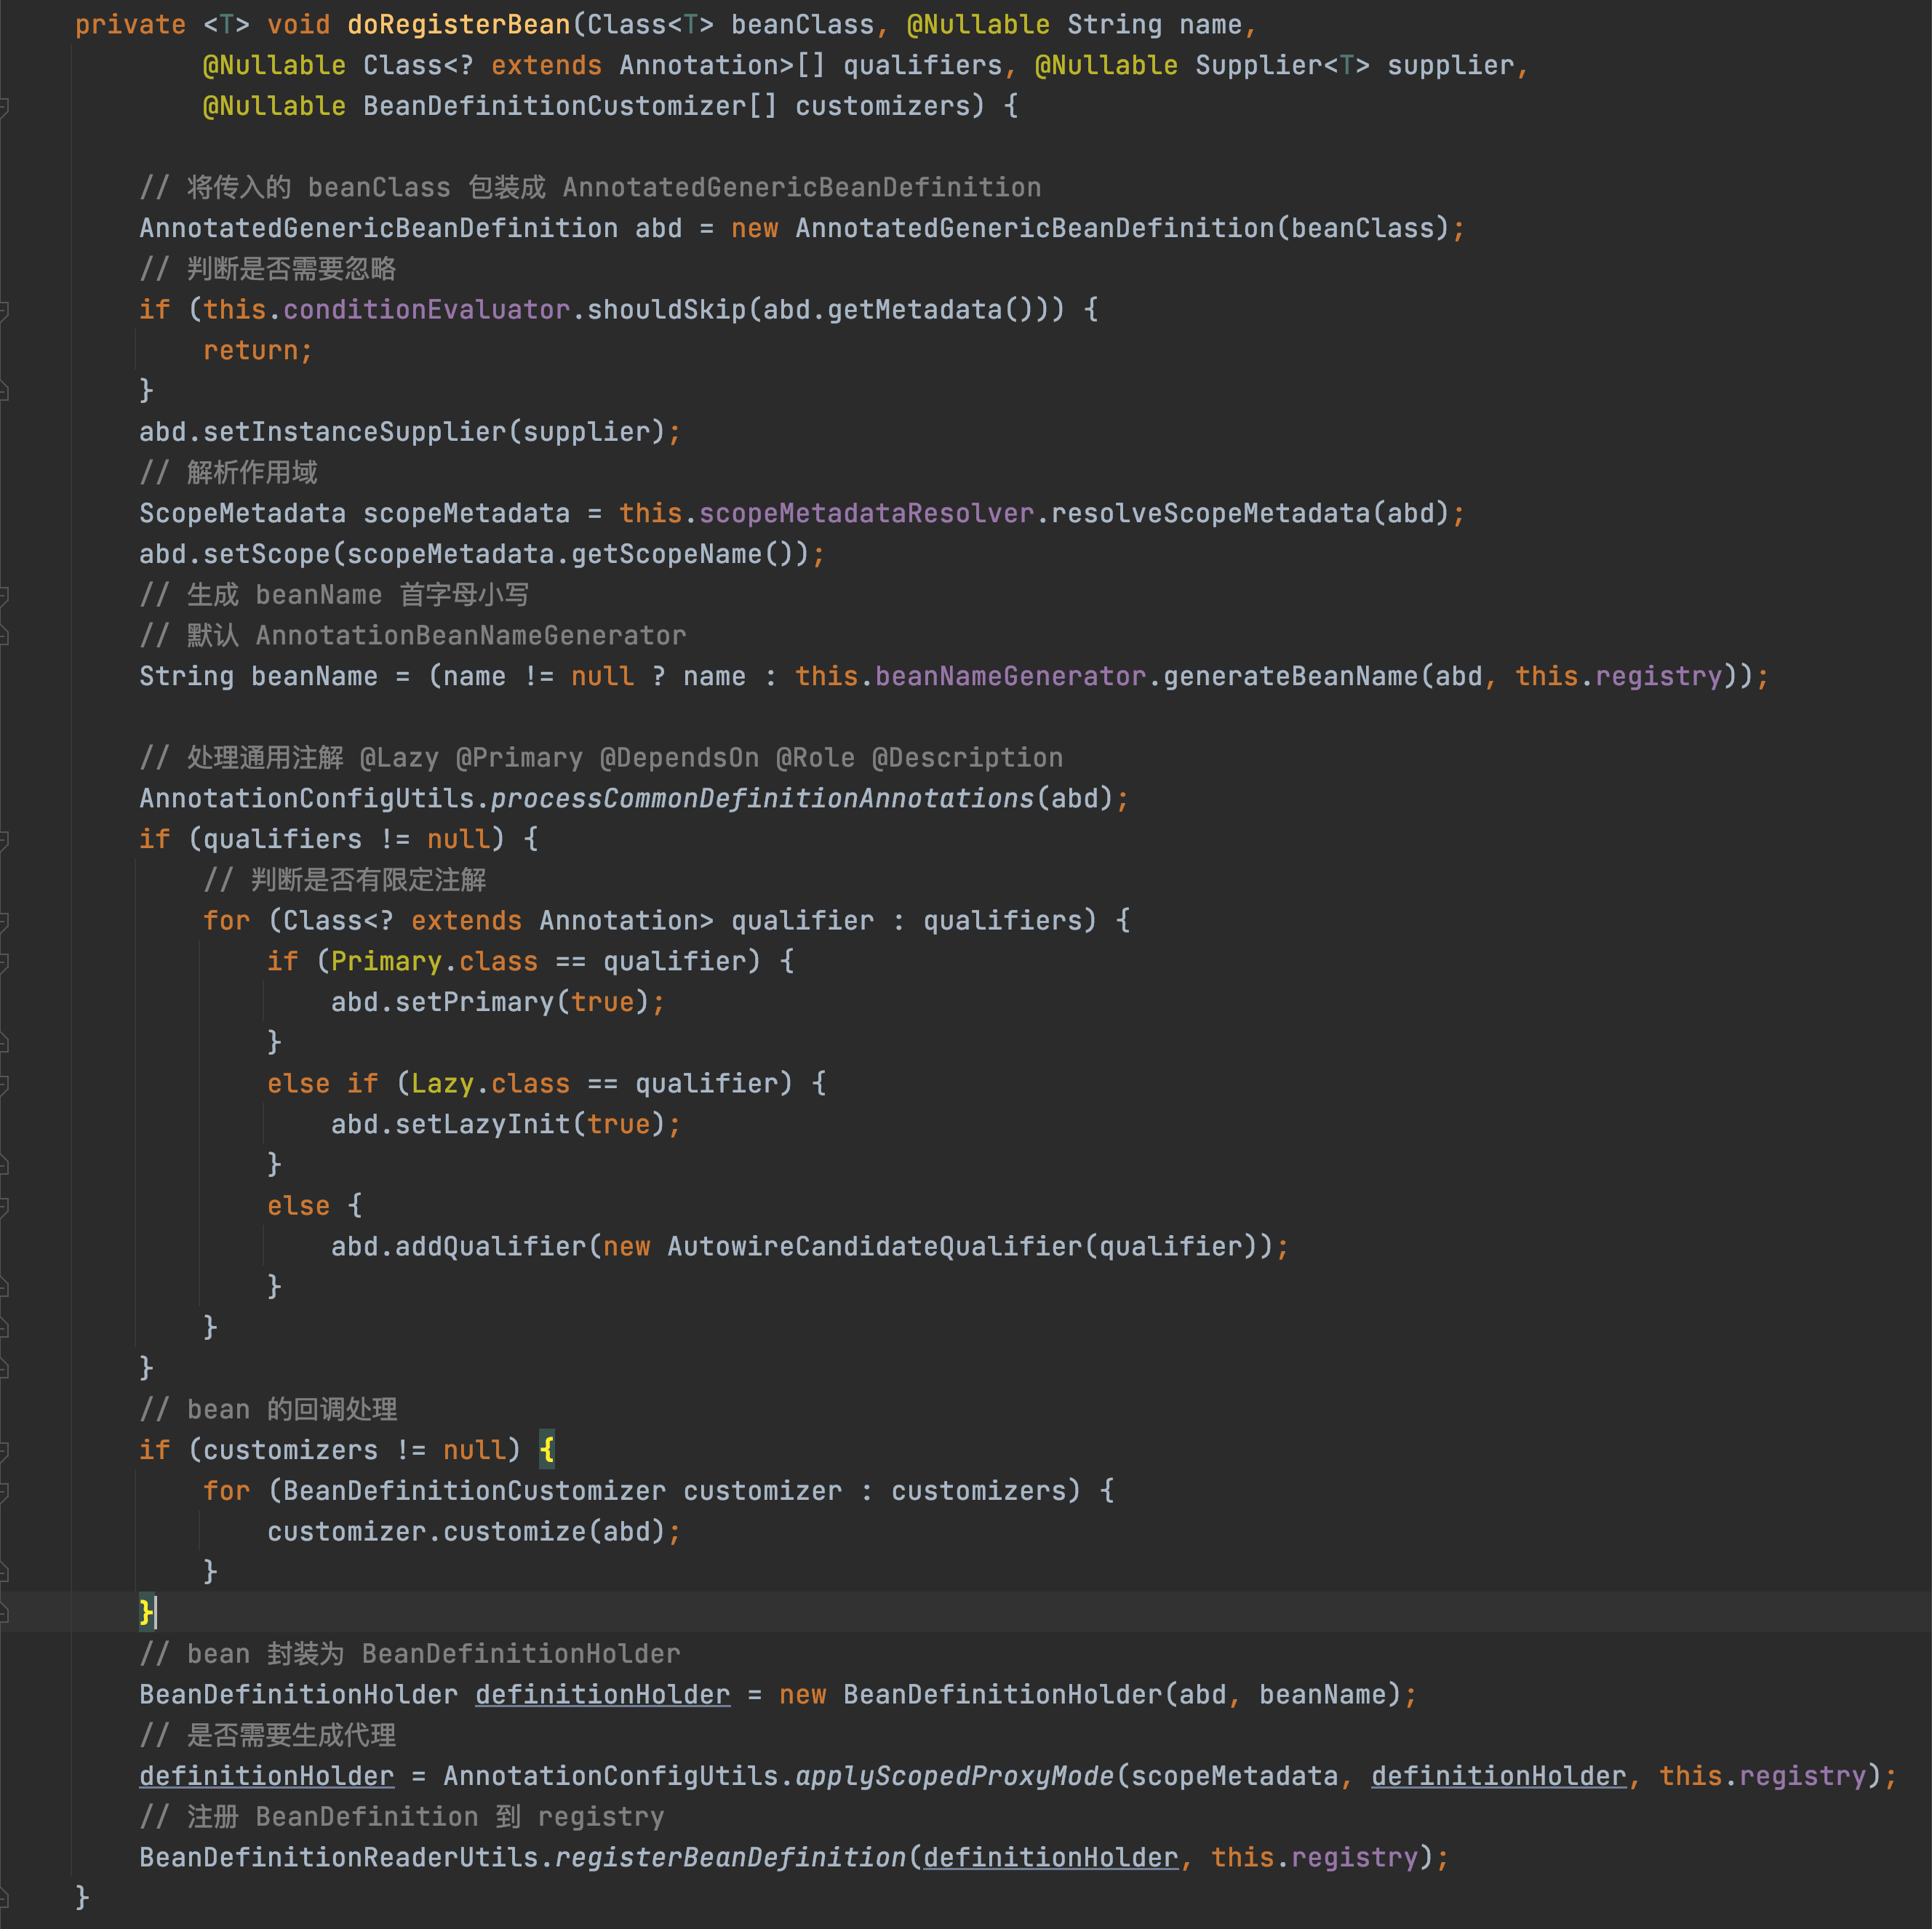 private <T> void doRegisterBean(Class<T> beanClass, @Nullable String name,
@Nullable Class<? extends Annotation>[] qualifiers, @Nullable Supplier<T> supplier,
@Nullable BeanDefinitionCustomizer[] customizers) {
// 将传入的 beanClass 包装成 AnnotatedGenericBeanDefinition
AnnotatedGenericBeanDefinition abd = new AnnotatedGenericBeanDefinition(beanClass);
// 判断是否需要忽略
if (this.conditionEvaluator.shouldSkip(abd.getMetadata())) {
return;
}
abd.setInstanceSupplier(supplier);
// 解析作用域
ScopeMetadata scopeMetadata = this.scopeMetadataResolver.resolveScopeMetadata(abd);
abd.setScope(scopeMetadata.getScopeName());
// 生成 beanName 首字母小写
// 默认 AnnotationBeanNameGenerator
String beanName = (name != null ? name : this.beanNameGenerator.generateBeanName(abd, this.registry));
// 处理通用注解 @Lazy @Primary @DependsOn @Role @Description
AnnotationConfigUtils.processCommonDefinitionAnnotations(abd);
if (qualifiers != null) {
// 判断是否有限定注解
for (Class<? extends Annotation> qualifier : qualifiers) {
if (Primary.class == qualifier) {
abd.setPrimary(true);
}
else if (Lazy.class == qualifier) {
abd.setLazyInit(true);
}
else {
abd.addQualifier(new AutowireCandidateQualifier(qualifier));
}
}
}
// bean 的回调处理
if (customizers != null) {
for (BeanDefinitionCustomizer customizer : customizers) {
customizer.customize(abd);
}
}
// bean 封装为 BeanDefinitionHolder
BeanDefinitionHolder definitionHolder = new BeanDefinitionHolder(abd, beanName);
// 是否需要生成代理
definitionHolder = AnnotationConfigUtils.applyScopedProxyMode(scopeMetadata, definitionHolder, this.registry);
// 注册 BeanDefinition 到 registry
BeanDefinitionReaderUtils.registerBeanDefinition(definitionHolder, this.registry);
}